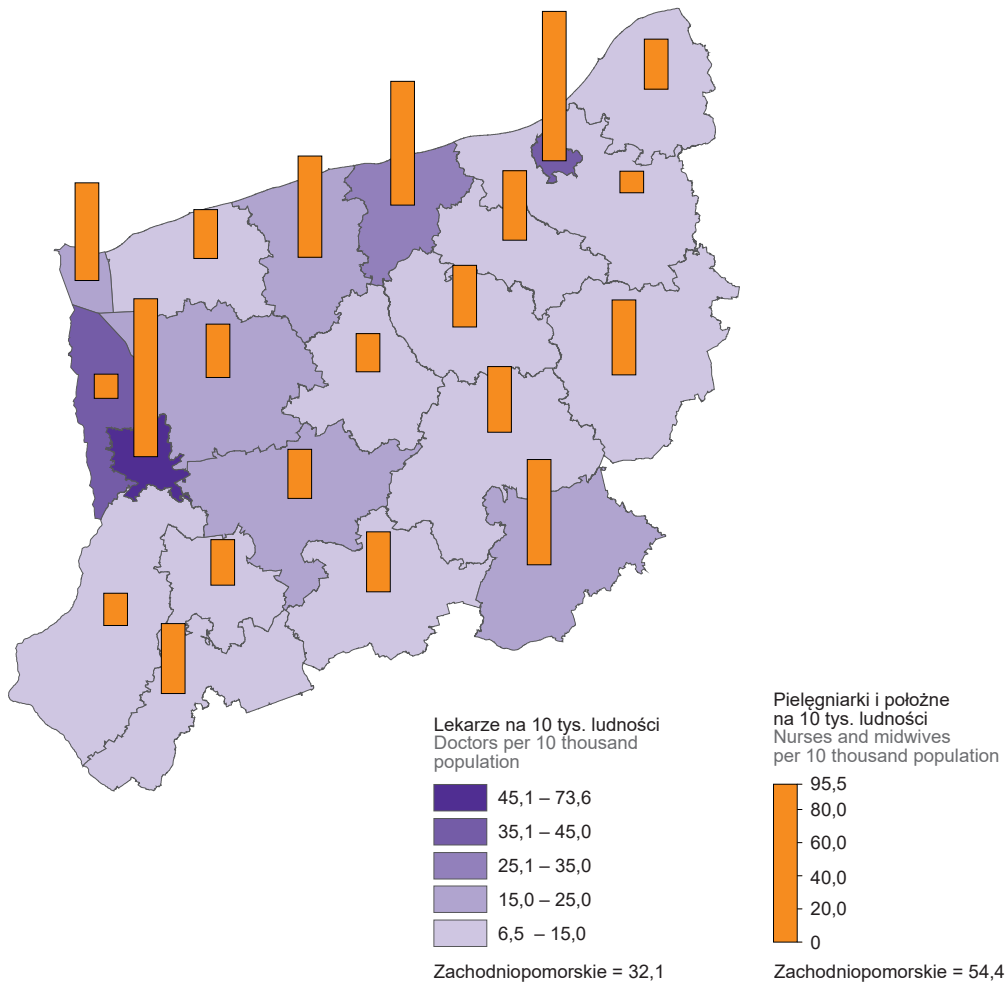 Lekarze na 10 tys. ludności
Doctors per 10 thousand
population
45,1 – 73,6
35,1 – 45,0
25,1 – 35,0
15,0 – 25,0
6,5 – 15,0
Zachodniopomorskie = 32,1
Pielęgniarki i położne
na 10 tys. ludności
Nurses and midwives
per 10 thousand population
95,5
80,0
60,0
40,0
20,0
0
Zachodniopomorskie = 54,4